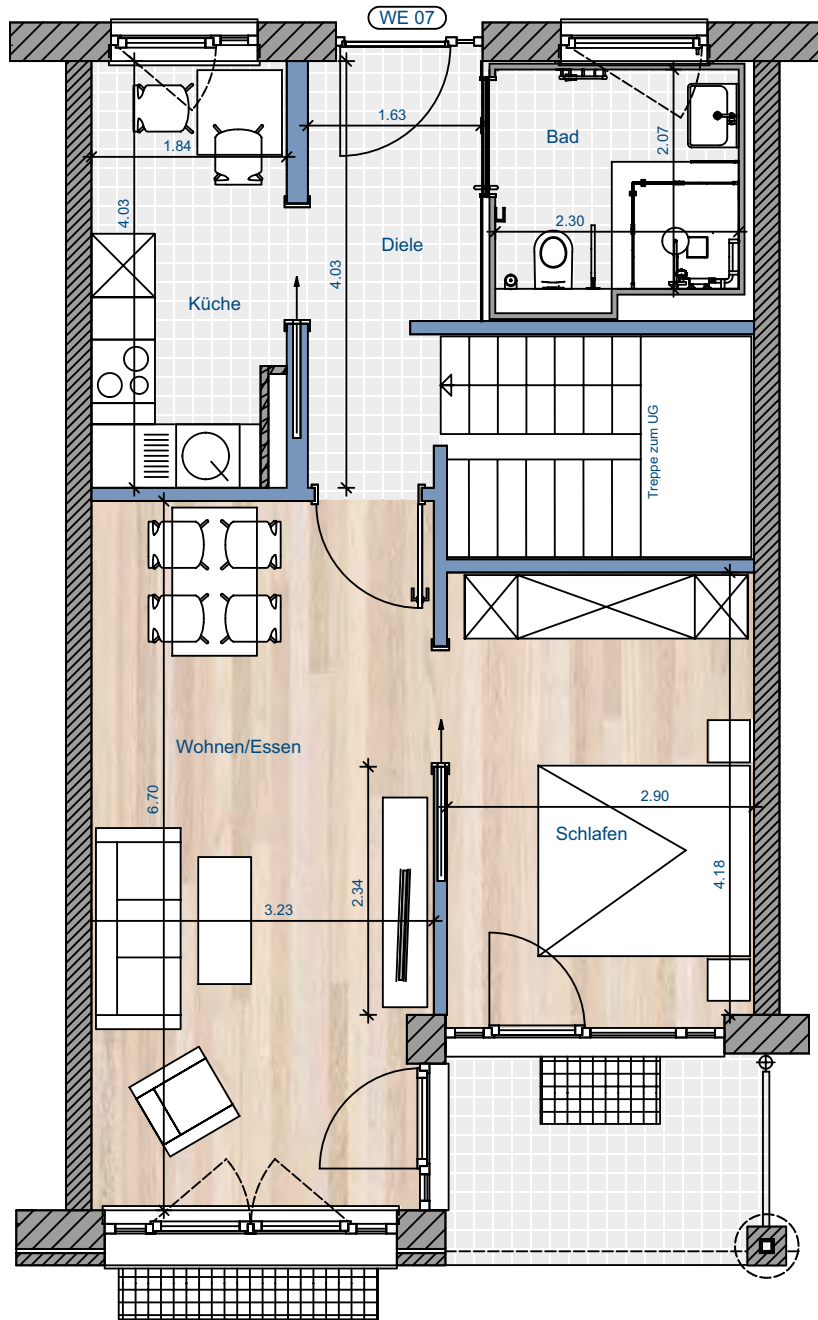 WE 07
1.63
Bad
2.07
1.84
4.03
2.30
Diele
4.03
Küche
Treppe zum UG
Wohnen/Essen
6.70
2.90
Schlafen
2.34
4.18
3.23